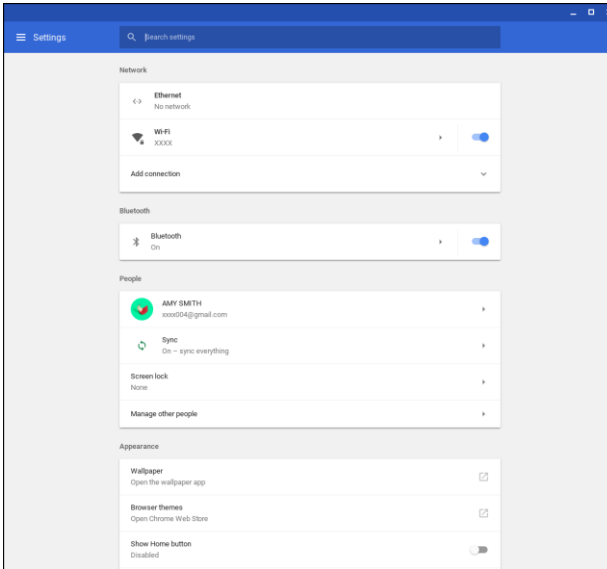 Settings
Search settings
Network
Ethernet
No network
Wi-Fi
XXXX
Add connection
Bluetooth
Bluetooth
On
People
AMY SMITH
xxxx004@gmail.com
Sync
On – sync everything
Screen lock
None
Manage other people
Appearance
Wallpaper
Open the wallpaper app
Browser themes
Open Chrome Web Store
Show Home button
Disabled